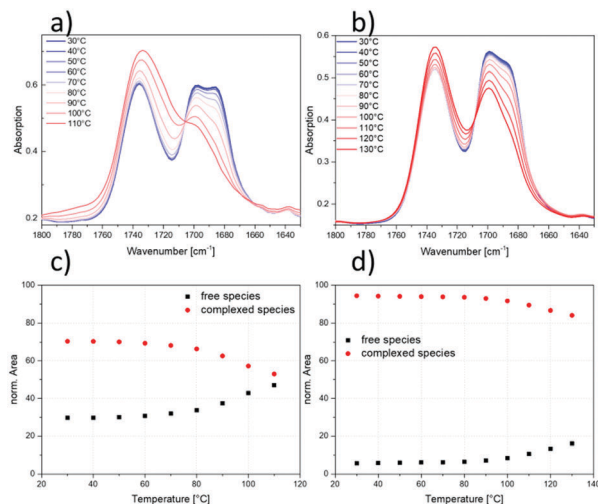 a)
30°C
40°C
50°C
60°C
70°C
80°C
90°C
100°C
110°C
Absorption
0.6
0.4
0.2
1800 1780 1760 1740 1720 1700 1680 1660 1640
Wavenumber [cm⁻¹]
b)
30°C
40°C
50°C
60°C
70°C
80°C
90°C
100°C
110°C
120°C
130°C
Absorption
0.6
0.5
0.4
0.3
0.2
1800 1780 1760 1740 1720 1700 1680 1660 1640
Wavenumber [cm⁻¹]
c)
free species
complexed species
norm. Area
100
80
60
40
20
0
20 40 60 80 100 120
Temperature [°C]
d)
free species
complexed species
norm. Area
100
80
60
40
20
0
20 40 60 80 100 120 140
Temperature [°C]